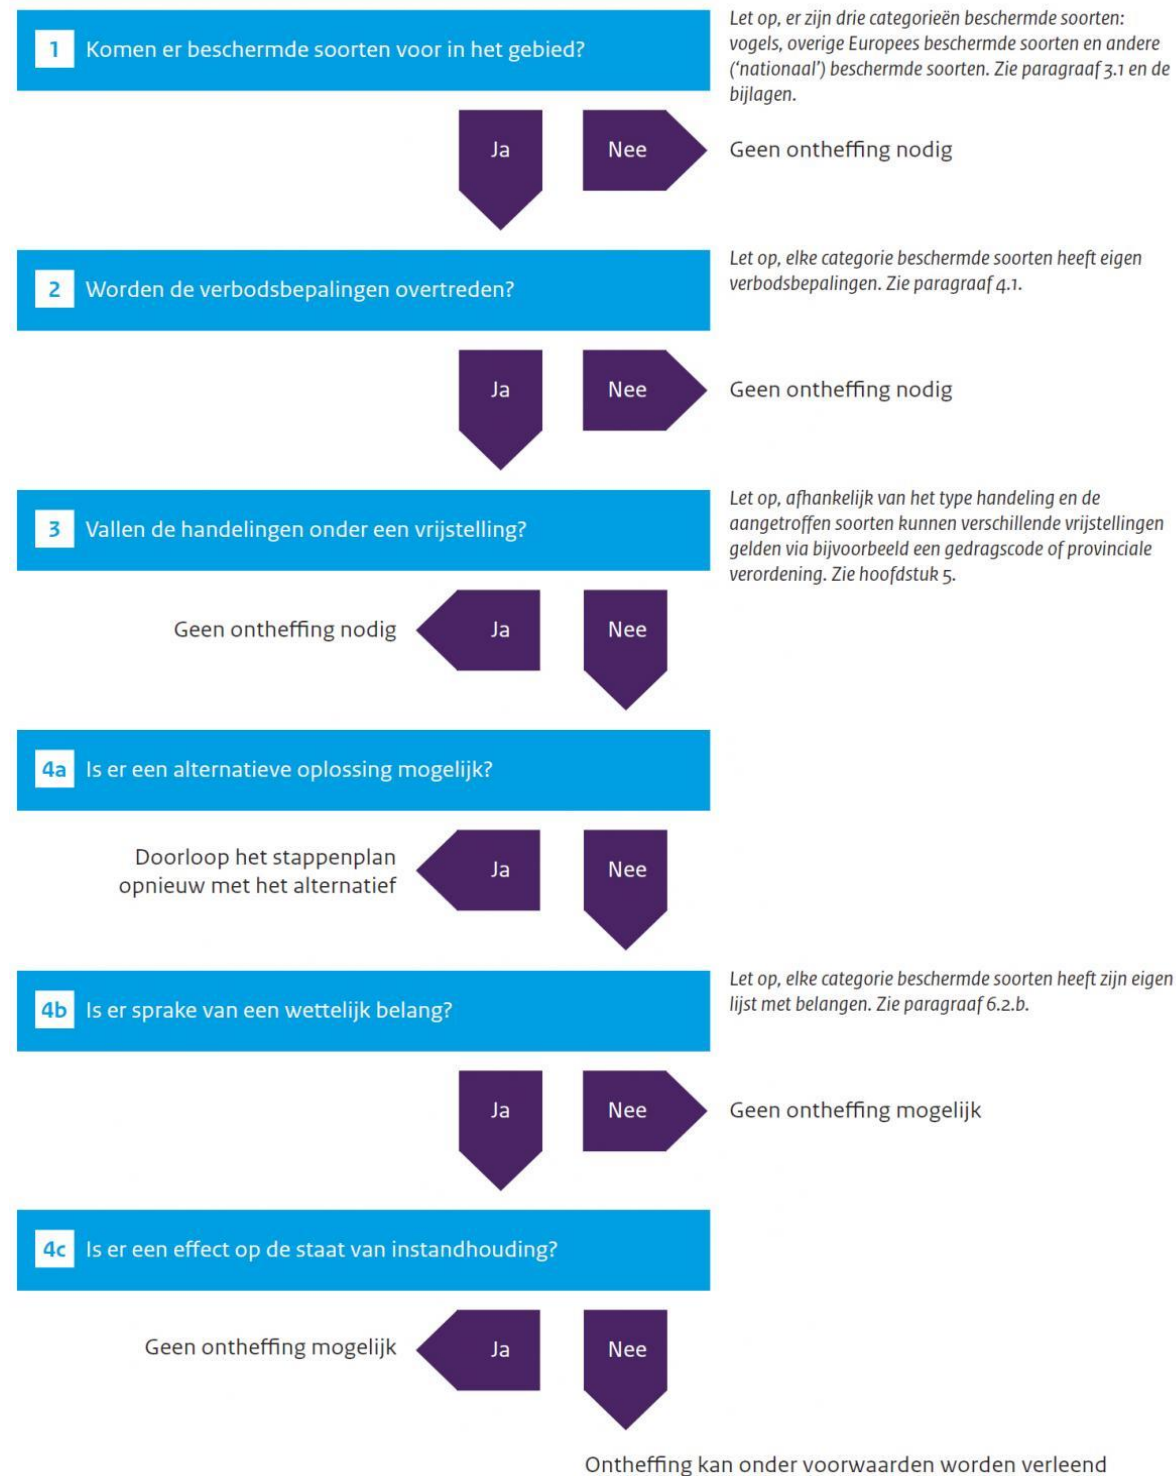 1 Komen er beschermde soorten voor in het gebied?
Let op, er zijn drie categorieën beschermde soorten:
vogels, overige Europees beschermde soorten en andere
(‘nationaal’) beschermde soorten. Zie paragraaf 3.1 en de
bijlagen.
Ja
Nee
Geen ontheffing nodig
2 Worden de verbodsbepalingen overtreden?
Let op, elke categorie beschermde soorten heeft eigen
verbodsbepalingen. Zie paragraaf 4.1.
Ja
Nee
Geen ontheffing nodig
3 Vallen de handelingen onder een vrijstelling?
Let op, afhankelijk van het type handeling en de
aangetroffen soorten kunnen verschillende vrijstellingen
gelden via bijvoorbeeld een gedragscode of provinciale
verordening. Zie hoofdstuk 5.
Geen ontheffing nodig
Ja
Nee
4a Is er een alternatieve oplossing mogelijk?
Doorloop het stappenplan
opnieuw met het alternatief
Ja
Nee
4b Is er sprake van een wettelijk belang?
Let op, elke categorie beschermde soorten heeft zijn eigen
lijst met belangen. Zie paragraaf 6.2.b.
Ja
Nee
Geen ontheffing mogelijk
4c Is er een effect op de staat van instandhouding?
Geen ontheffing mogelijk
Ja
Nee
Ontheffing kan onder voorwaarden worden verleend